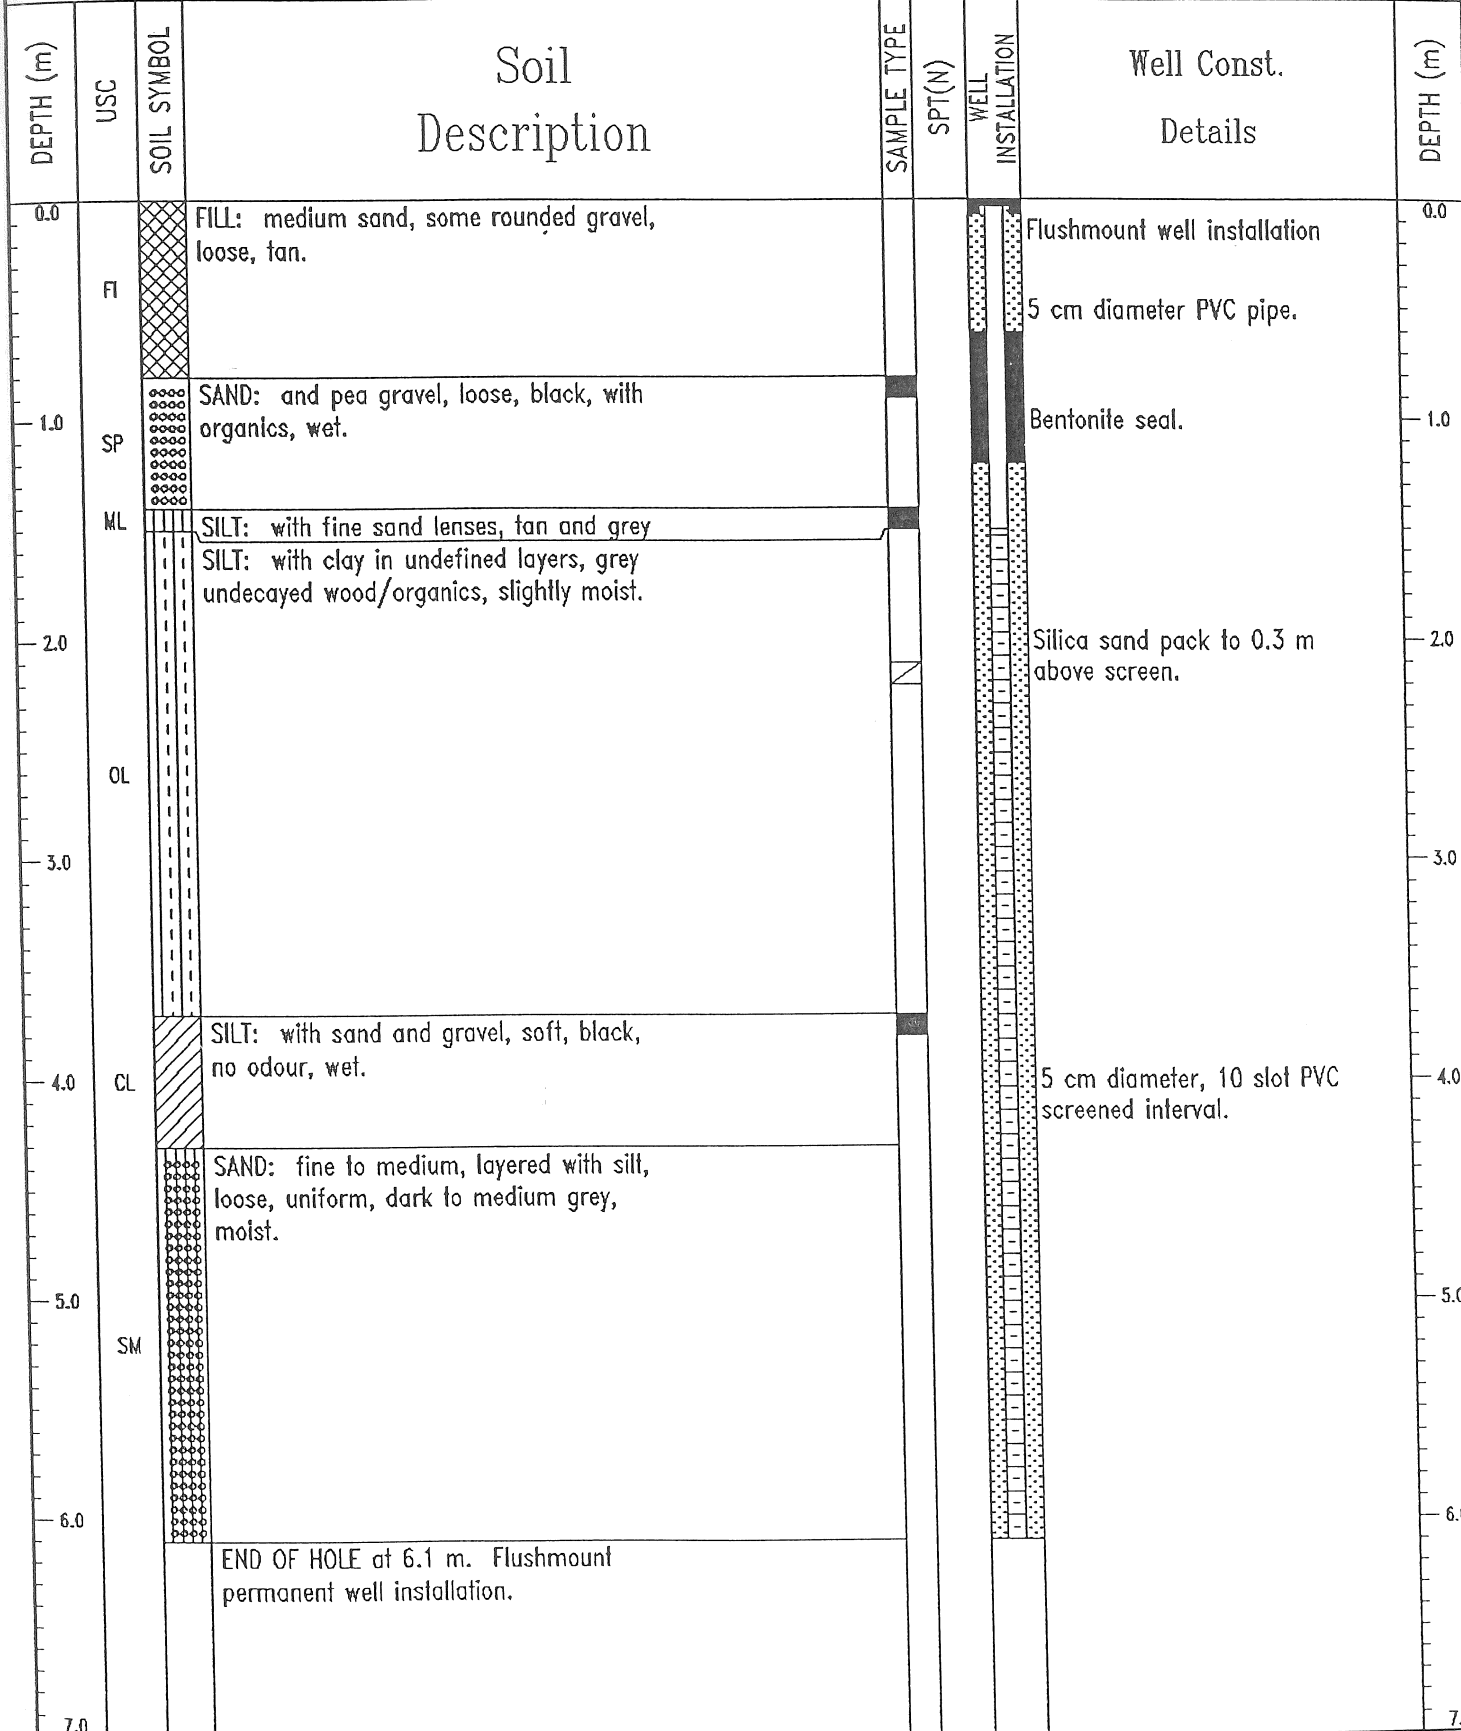 DEPTH (m)
USC
SOIL SYMBOL
Soil
Description
SAMPLE TYPE
SPT(N)
WELL
INSTALLATION
Well Const.
Details
DEPTH (m)
0.0
FI
FILL: medium sand, some rounded gravel,
loose, tan.
Flushmount well installation
0.0
5 cm diameter PVC pipe.
1.0
SP
SAND: and pea gravel, loose, black, with
organics, wet.
Bentonite seal.
1.0
ML
SILT: with fine sand lenses, tan and grey
SILT: with clay in undefined layers, grey
undecayed wood/organics, slightly moist.
2.0
Silica sand pack to 0.3 m
above screen.
2.0
OL
3.0
3.0
SILT: with sand and gravel, soft, black,
no odour, wet.
4.0
CL
5 cm diameter, 10 slot PVC
screened interval.
4.0
SAND: fine to medium, layered with silt,
loose, uniform, dark to medium grey,
moist.
5.0
5.0
SM
6.0
6.
END OF HOLE at 6.1 m. Flushmount
permanent well installation.
7.0
7.